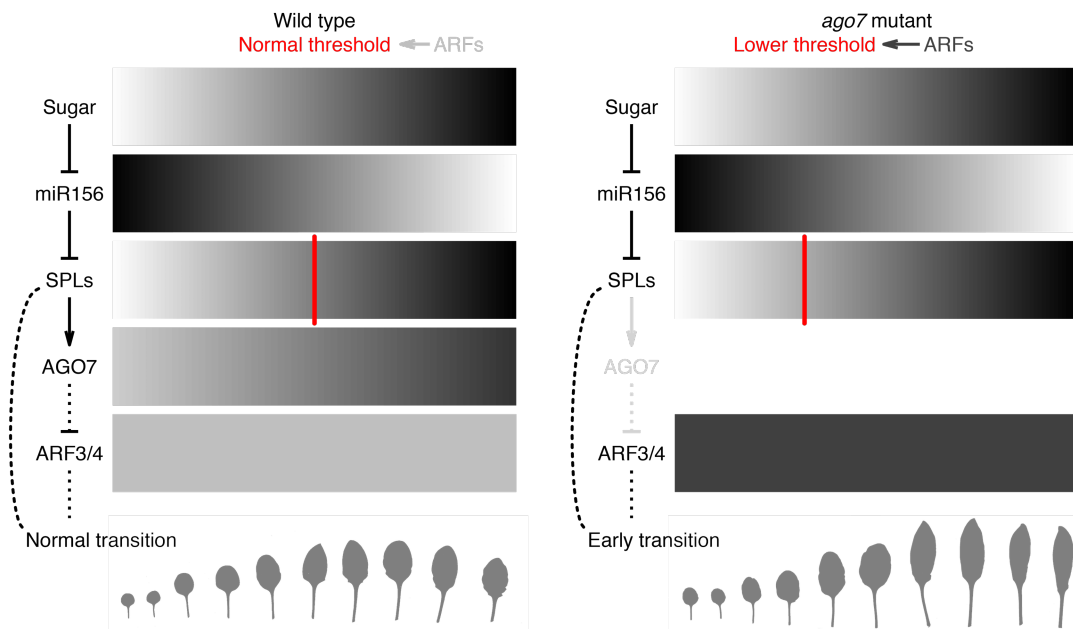 Wild type
Normal threshold
ARFs
Sugar
miR156
SPLs
AGO7
ARF3/4
Normal transition
ago7 mutant
Lower threshold
ARFs
Sugar
miR156
SPLs
AGO7
ARF3/4
Early transition